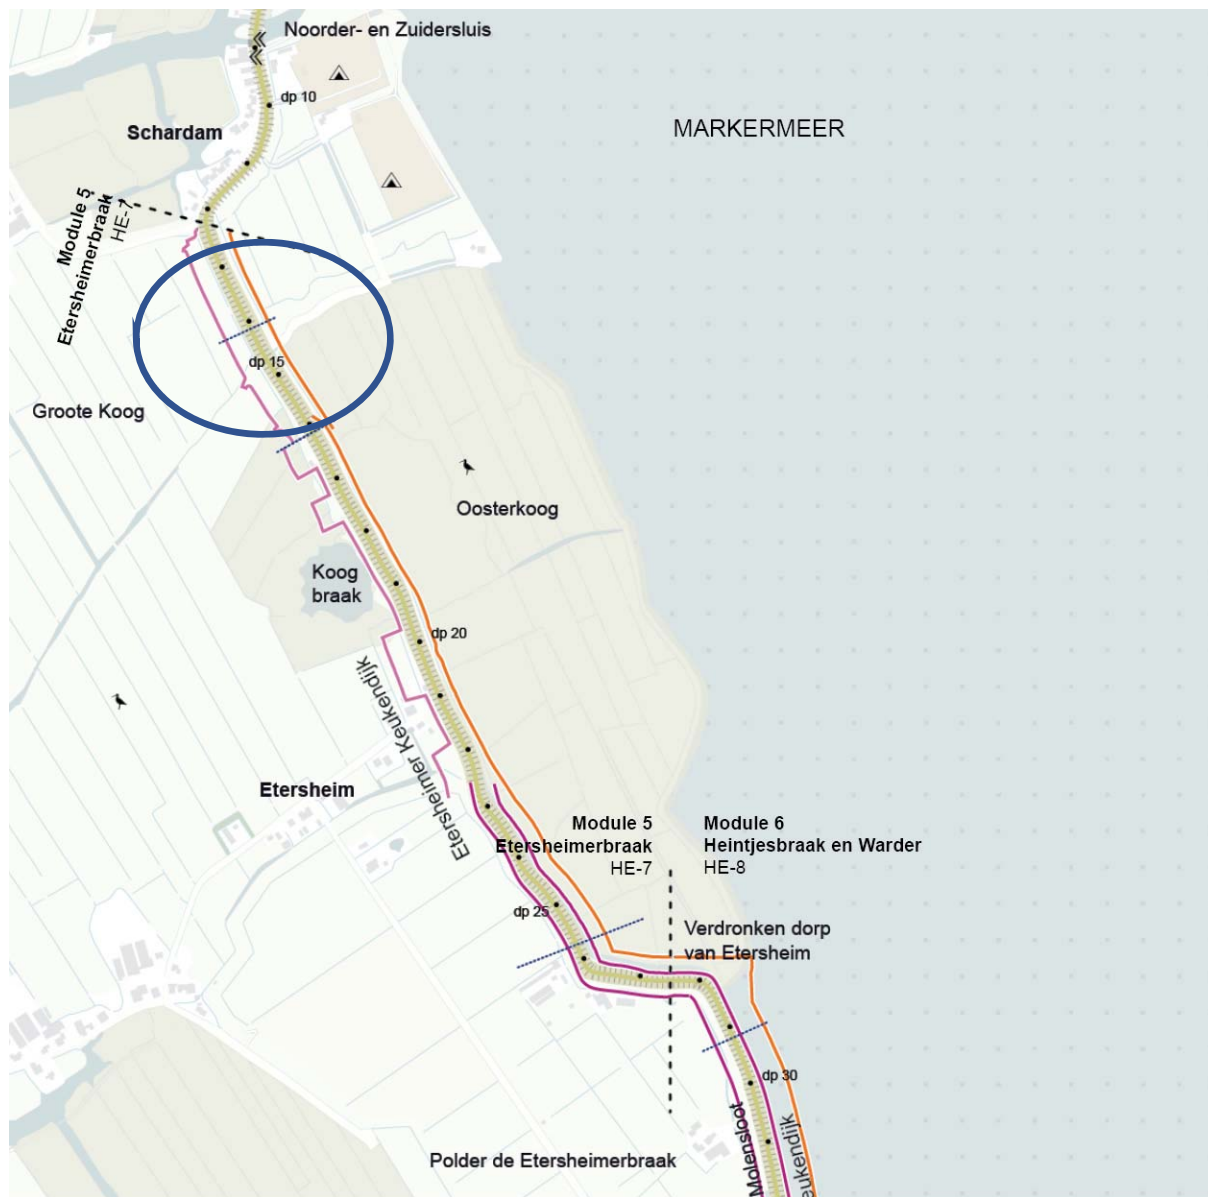 Noorder- en Zuidersluis
dp 10
MARKERMEER
Schardam
Module 5
Etersheimerbraak
HE-7
dp 15
Groote Koog
Oosterkoog
Koog
braak
dp 20
Etersheimer Keukendijk
Etersheim
Module 5
Etersheimerbraak
HE-7
Module 6
Heintjesbraak en Warder
HE-8
dp 25
Verdronken dorp
van Etersheim
dp 30
Molensloot
eukendijk
Polder de Etersheimerbraak